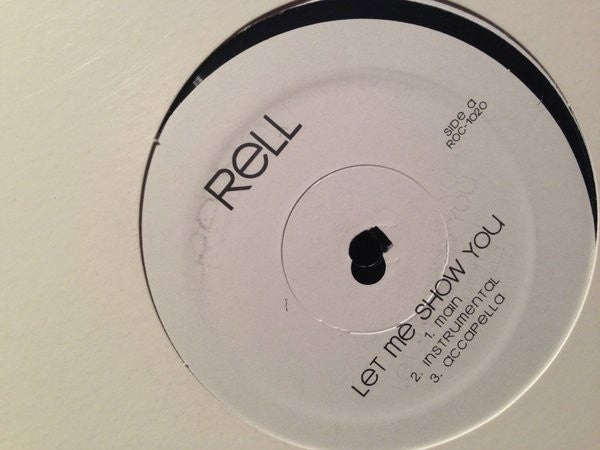 RELL
SIDE A
ROC-1020
LET ME SHOW YOU
1. MAIN
2. INSTRUMENTAL
3. ACCAPELLA